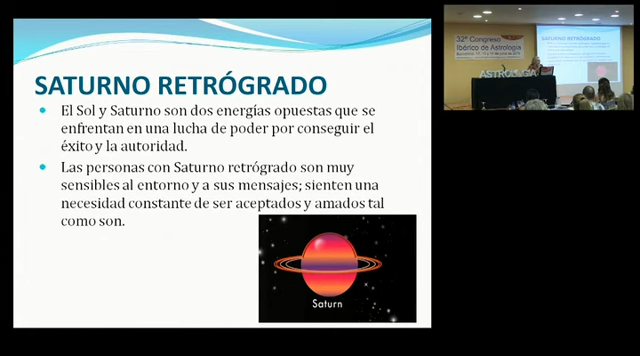 SATURNO RETRÓGRADO
El Sol y Saturno son dos energías opuestas que se
enfrentan en una lucha de poder por conseguir el
éxito y la autoridad.
Las personas con Saturno retrógrado son muy
sensibles al entorno y a sus mensajes; sienten una
necesidad constante de ser aceptados y amados tal
como son.
Saturn
32º Congreso
Ibérico de Astrología
SATURNO RETRÓGRADO
ASTROLOGIA